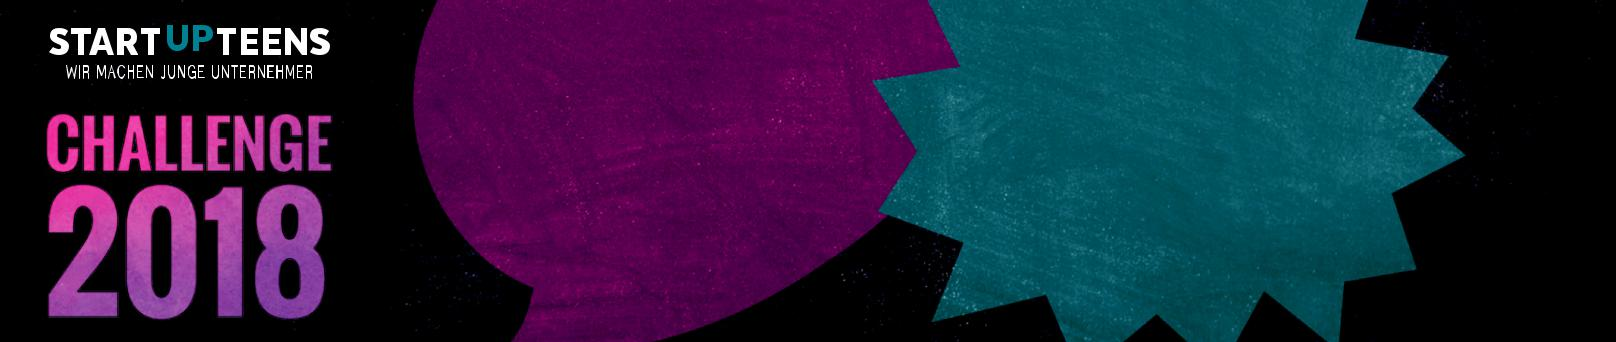 STARTUPTEENS
WIR MACHEN JUNGE UNTERNEHMER
CHALLENGE
2018